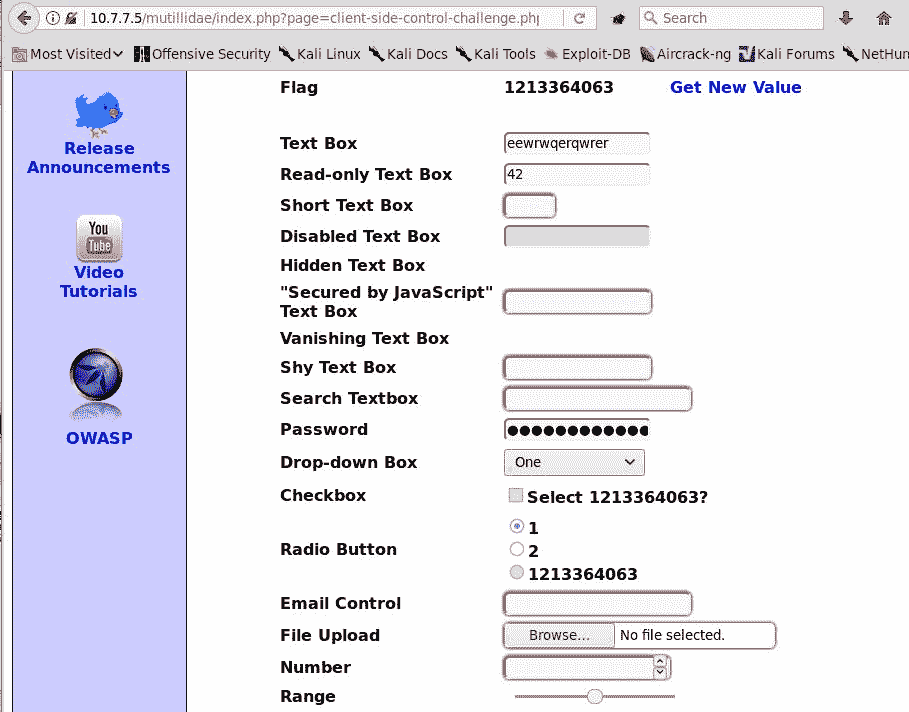 10.7.7.5/mutillidae/index.php?page=client-side-control-challenge.php
Search
Most Visited
Offensive Security
Kali Linux
Kali Docs
Kali Tools
Exploit-DB
Aircrack-ng
Kali Forums
NetHun
Release
Announcements
You
Tube
Video
Tutorials
OWASP
Flag 1213364063 Get New Value
Text Box eewrwqerqwrer
Read-only Text Box 42
Short Text Box
Disabled Text Box
Hidden Text Box
"Secured by JavaScript"
Text Box
Vanishing Text Box
Shy Text Box
Search Textbox
Password
Drop-down Box One
Checkbox Select 1213364063?
1
Radio Button 2
1213364063
Email Control
File Upload Browse... No file selected.
Number
Range